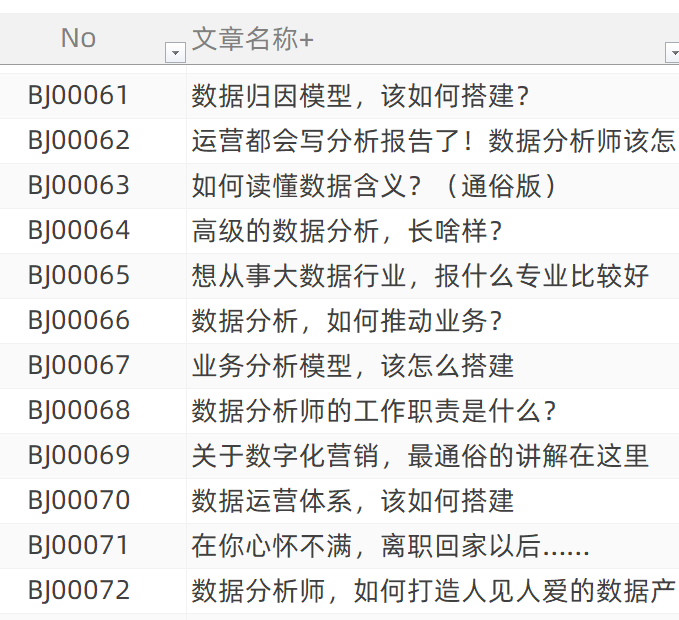 No 文章名称+
BJ00061 数据归因模型，该如何搭建？
BJ00062 运营都会写分析报告了！数据分析师该怎
BJ00063 如何读懂数据含义？（通俗版）
BJ00064 高级的数据分析，长啥样？
BJ00065 想从事大数据行业，报什么专业比较好
BJ00066 数据分析，如何推动业务？
BJ00067 业务分析模型，该怎么搭建
BJ00068 数据分析师的工作职责是什么？
BJ00069 关于数字化营销，最通俗的讲解在这里
BJ00070 数据运营体系，该如何搭建
BJ00071 在你心怀不满，离职回家以后……
BJ00072 数据分析师，如何打造人见人爱的数据产